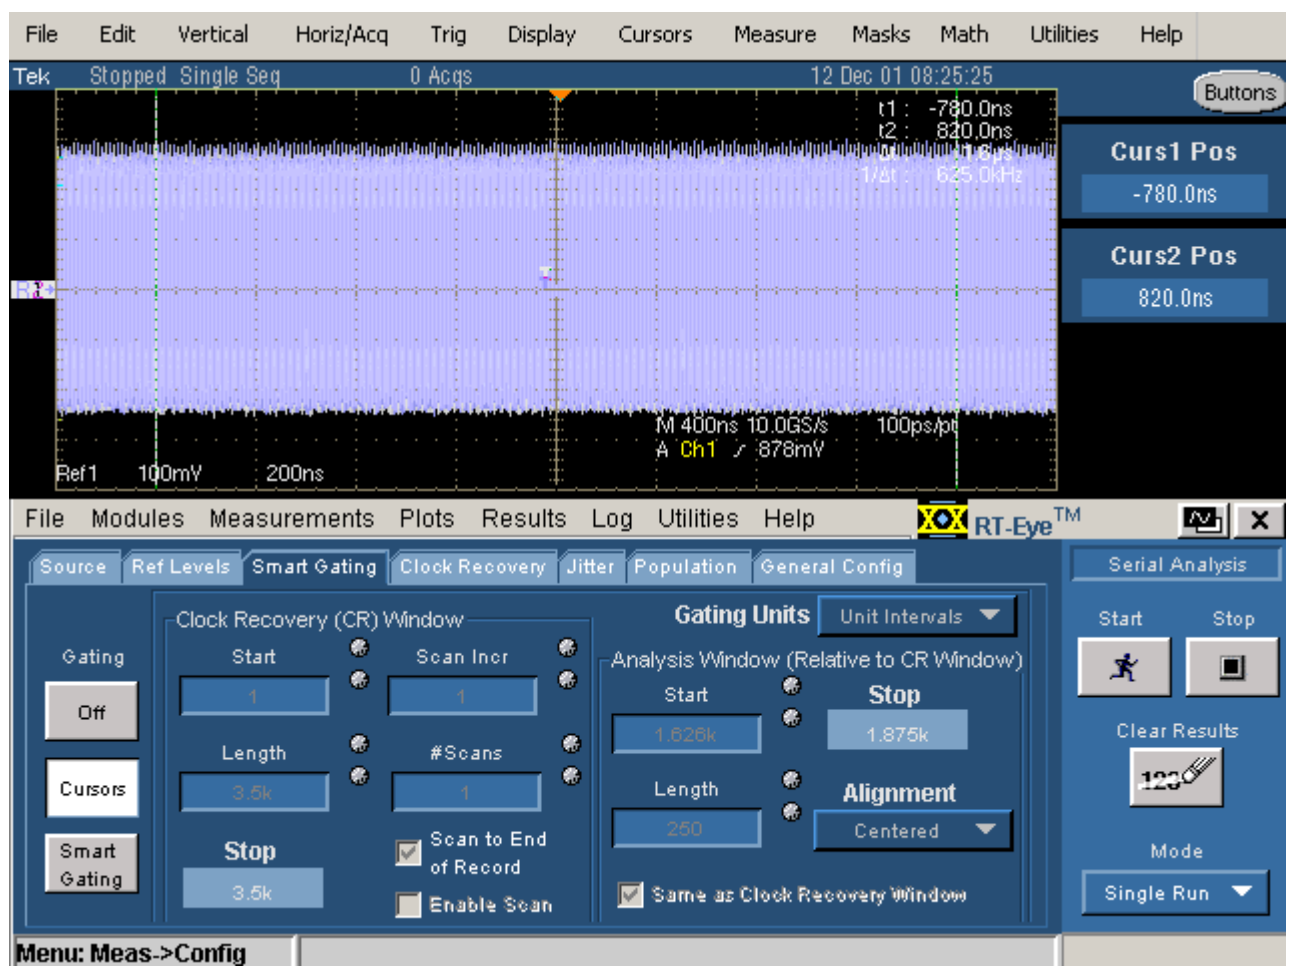 File Edit Vertical Horiz/Acq Trig Display Cursors Measure Masks Math Utilities Help
Tek Stopped Single Seq 0 Acqs 12 Dec 01 08:25:25
Buttons
t1 : -780.0ns
t2 : 820.0ns
Δt : 1.6µs
1/Δt : 625.0kHz
Curs1 Pos
-780.0ns
Curs2 Pos
820.0ns
M 400ns 10.0GS/s 100ps/pt
A Ch1 878mV
Ref1 100mV 200ns
File Modules Measurements Plots Results Log Utilities Help RT-Eye™ X
Source Ref Levels Smart Gating Clock Recovery Jitter Population General Config
Serial Analysis
Gating
Off
Cursors
Smart
Gating
Clock Recovery (CR) Window
Start
1
Scan Incr
1
Length
3.5k
#Scans
1
Stop
3.5k
Scan to End
of Record
Enable Scan
Gating Units Unit Intervals
Analysis Window (Relative to CR Window)
Start
1.626k
Stop
1.875k
Length
250
Alignment
Centered
Same as Clock Recovery Window
Start Stop
Clear Results
123
Mode
Single Run
Menu: Meas->Config